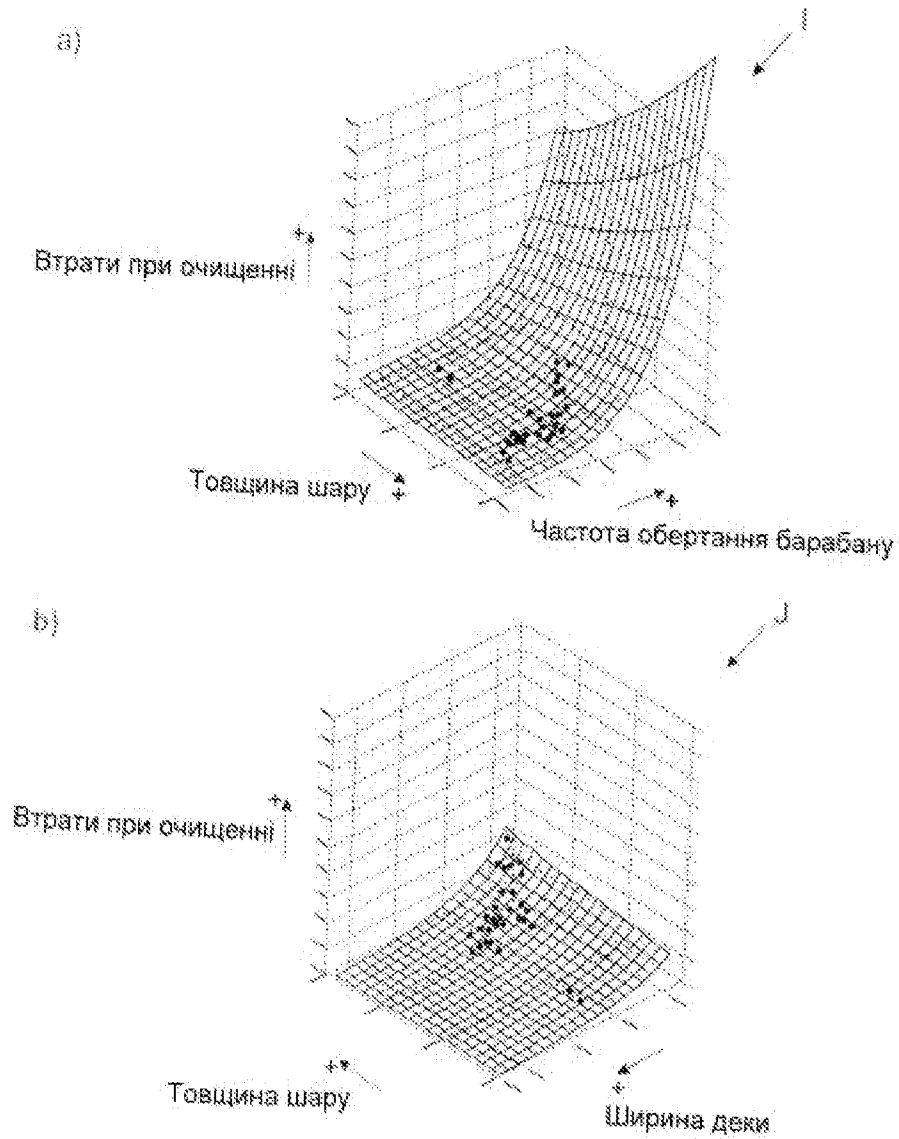 a)
I
+
Втрати при очищенні
Товщина шару
+
+
Частота обертання барабану
b)
J
+
Втрати при очищенні
+
Товщина шару
+
Ширина деки